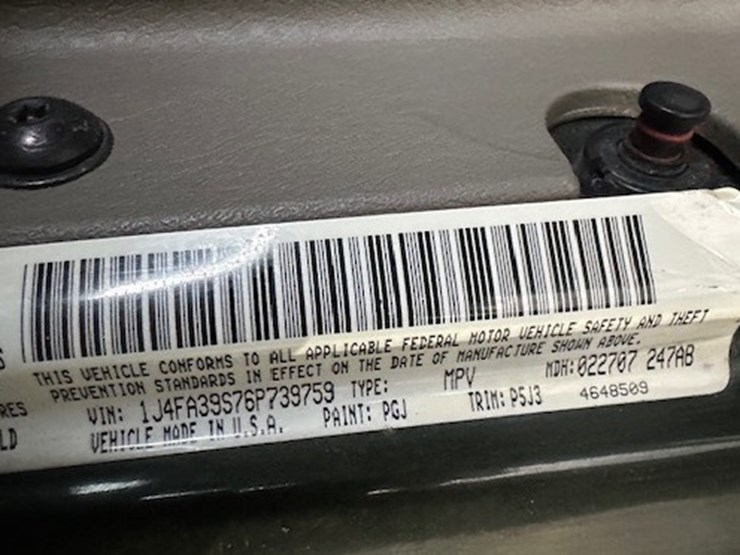 THIS VEHICLE CONFORMS TO ALL APPLICABLE FEDERAL MOTOR VEHICLE SAFETY AND THEFT
PREVENTION STANDARDS IN EFFECT ON THE DATE OF MANUFACTURE SHOWN ABOVE.
RES
VIN: 1J4FA39S76P739759 TYPE: MPV MDH: 022707 247AB
LD
VEHICLE MADE IN U.S.A. PAINT: PGJ TRIM: P5J3 4648509